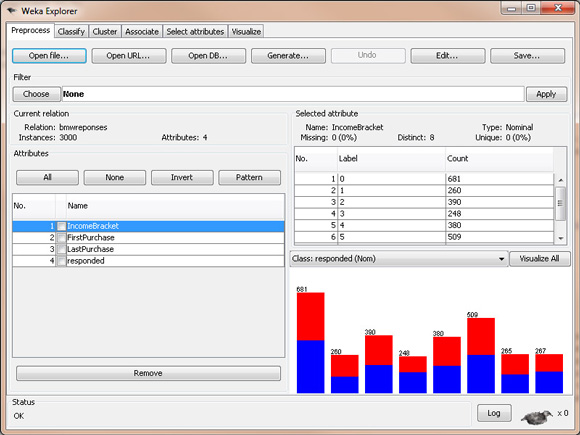 Weka Explorer
Preprocess Classify Cluster Associate Select attributes Visualize
Open file... Open URL... Open DB... Generate... Undo Edit... Save...
Filter
Choose None Apply
Current relation
Relation: bmwreponses
Instances: 3000 Attributes: 4
Attributes
All None Invert Pattern
No. Name
1 IncomeBracket
2 FirstPurchase
3 LastPurchase
4 responded
Remove
Selected attribute
Name: IncomeBracket Type: Nominal
Missing: 0 (0%) Distinct: 8 Unique: 0 (0%)
No. Label Count
1 0 681
2 1 260
3 2 390
4 3 248
5 4 380
6 5 509
Class: responded (Nom) Visualize All
681
260
390
248
380
509
265
267
Status
OK
Log x 0